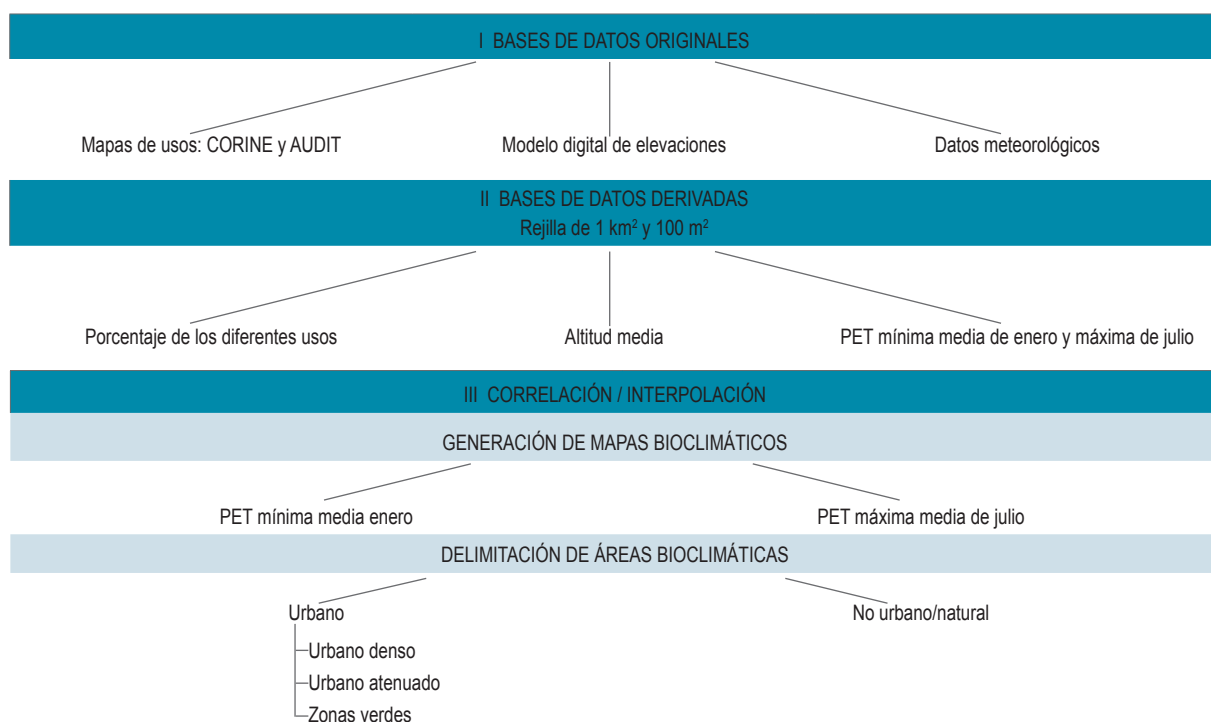 I BASES DE DATOS ORIGINALES
Mapas de usos: CORINE y AUDIT
Modelo digital de elevaciones
Datos meteorológicos
II BASES DE DATOS DERIVADAS
Rejilla de 1 km² y 100 m²
Porcentaje de los diferentes usos
Altitud media
PET mínima media de enero y máxima de julio
III CORRELACIÓN / INTERPOLACIÓN
GENERACIÓN DE MAPAS BIOCLIMÁTICOS
PET mínima media enero
PET máxima media de julio
DELIMITACIÓN DE ÁREAS BIOCLIMÁTICAS
Urbano
No urbano/natural
Urbano denso
Urbano atenuado
Zonas verdes